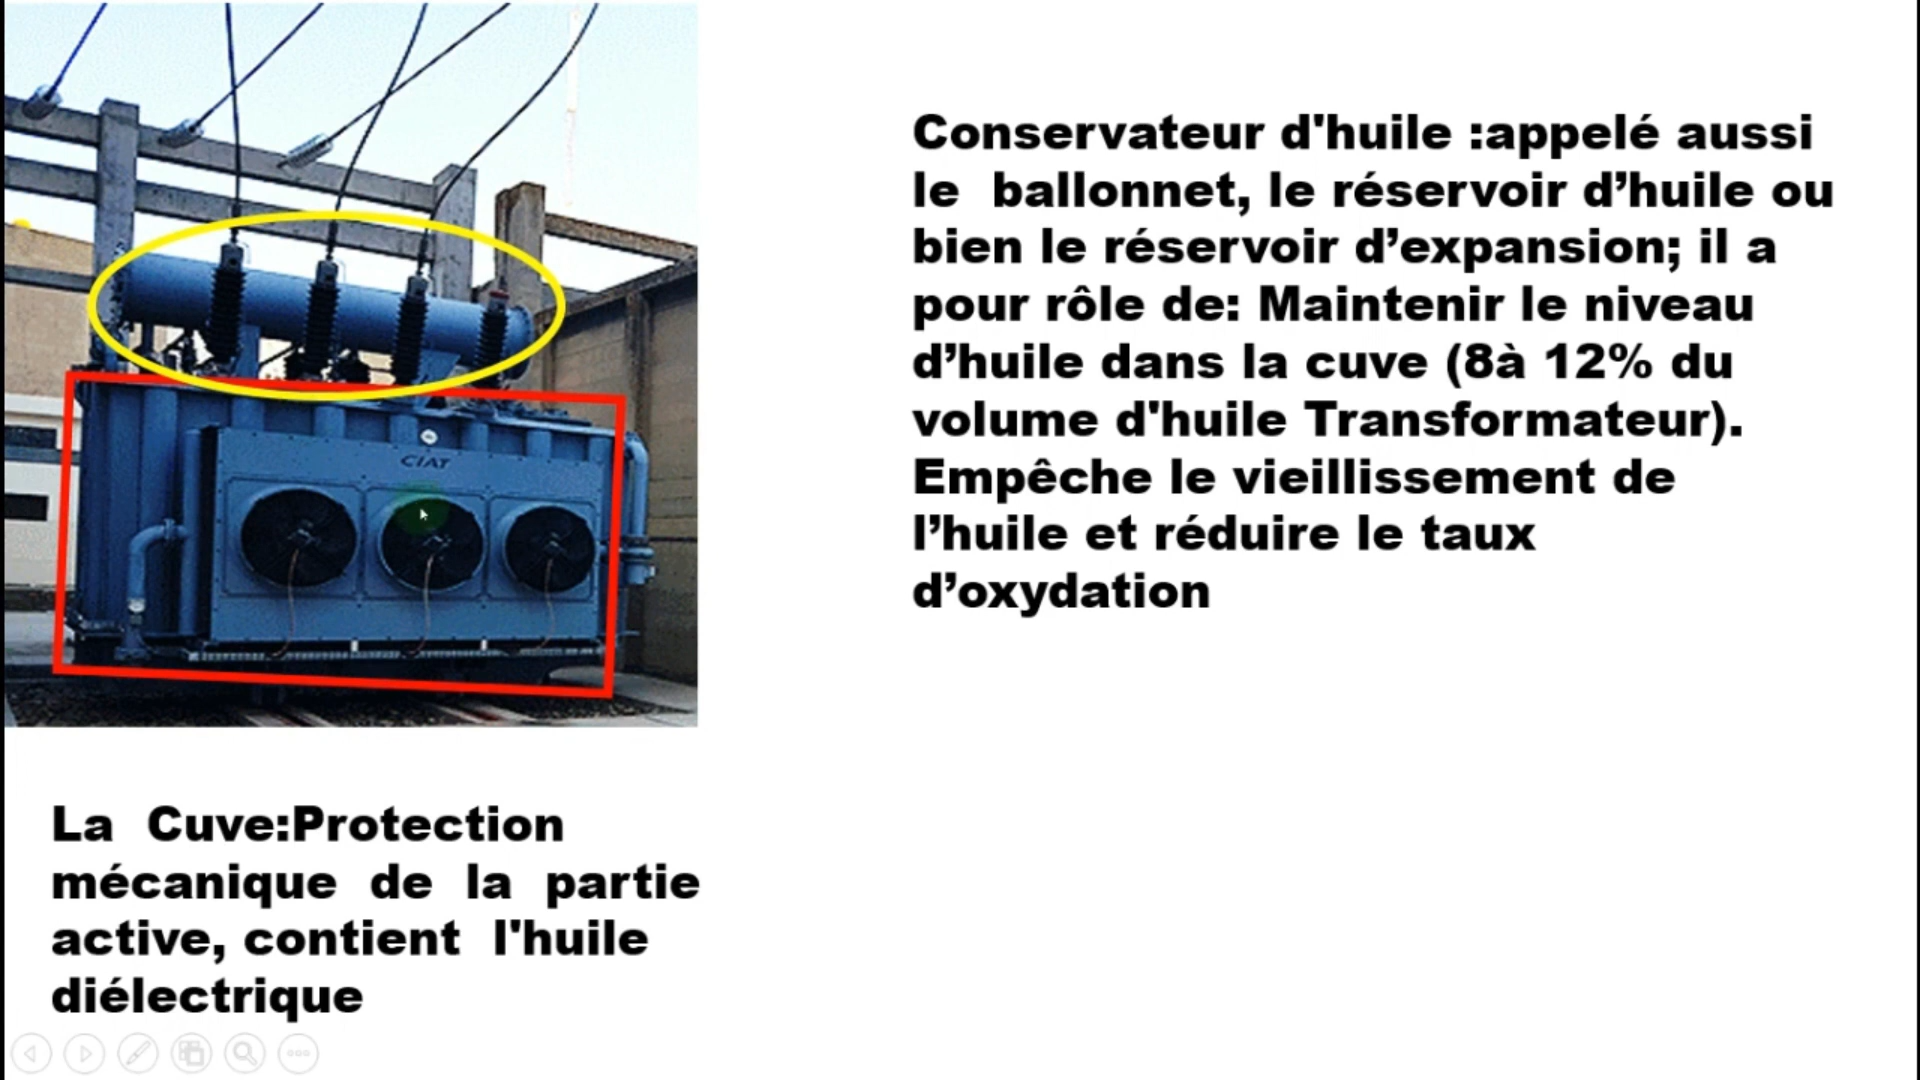 Conservateur d'huile :appelé aussi
le  ballonnet, le réservoir d’huile ou
bien le réservoir d’expansion; il a
pour rôle de: Maintenir le niveau
d’huile dans la cuve (8à 12% du
volume d'huile Transformateur).
Empêche le vieillissement de
l’huile et réduire le taux
d’oxydation
CIAT
La  Cuve:Protection
mécanique  de  la  partie
active, contient  l'huile
diélectrique